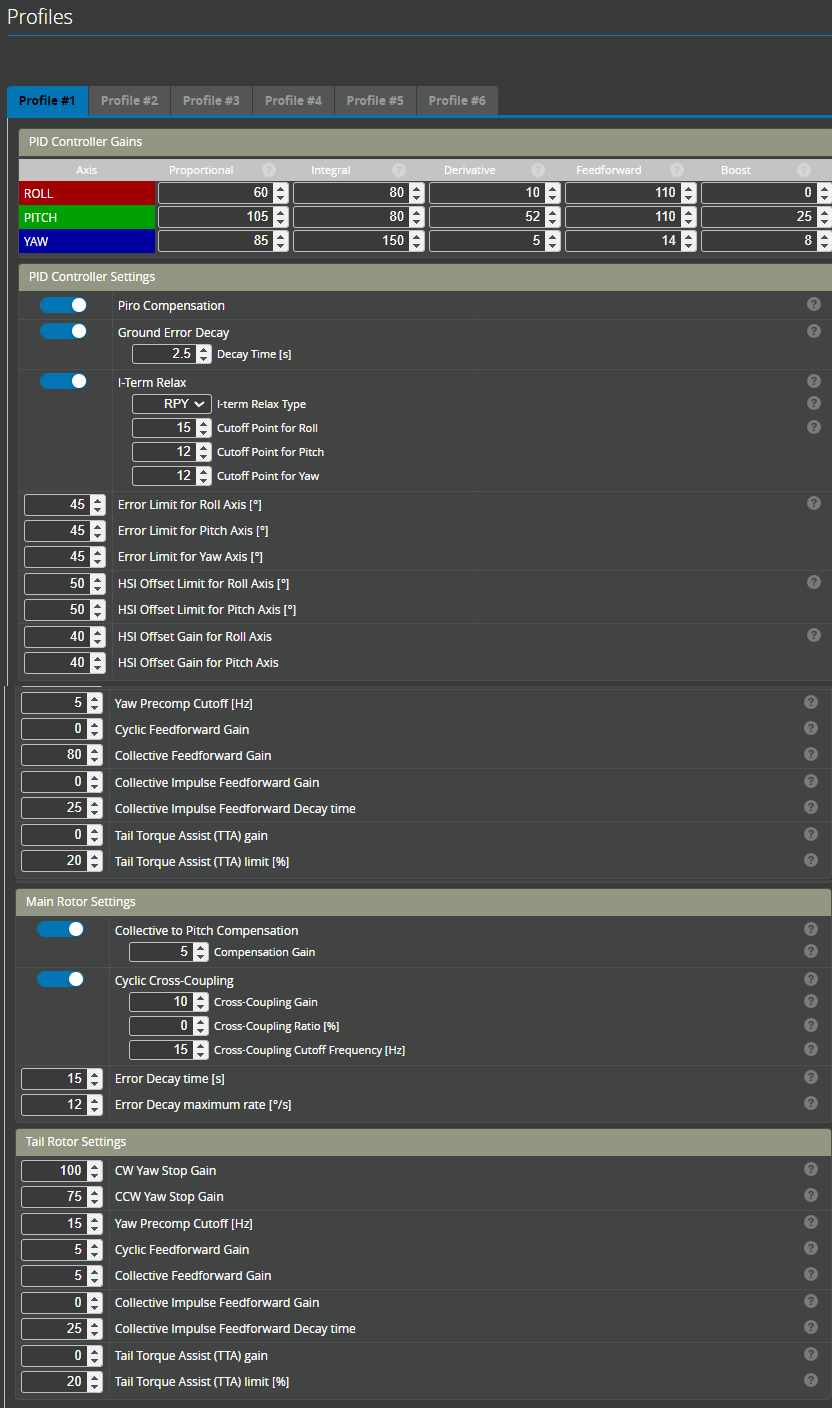 Profiles
Profile #1 Profile #2 Profile #3 Profile #4 Profile #5 Profile #6
PID Controller Gains
Axis Proportional ? Integral ? Derivative ? Feedforward ? Boost ?
ROLL 60 80 10 110 0
PITCH 105 80 52 110 25
YAW 85 150 5 14 8
PID Controller Settings
Piro Compensation ?
Ground Error Decay ?
2.5 Decay Time [s]
I-Term Relax ?
RPY I-term Relax Type ?
15 Cutoff Point for Roll ?
12 Cutoff Point for Pitch
12 Cutoff Point for Yaw
45 Error Limit for Roll Axis [°] ?
45 Error Limit for Pitch Axis [°]
45 Error Limit for Yaw Axis [°]
50 HSI Offset Limit for Roll Axis [°] ?
50 HSI Offset Limit for Pitch Axis [°]
40 HSI Offset Gain for Roll Axis ?
40 HSI Offset Gain for Pitch Axis
5 Yaw Precomp Cutoff [Hz] ?
0 Cyclic Feedforward Gain ?
80 Collective Feedforward Gain ?
0 Collective Impulse Feedforward Gain ?
25 Collective Impulse Feedforward Decay time ?
0 Tail Torque Assist (TTA) gain ?
20 Tail Torque Assist (TTA) limit [%] ?
Main Rotor Settings
Collective to Pitch Compensation ?
5 Compensation Gain ?
Cyclic Cross-Coupling ?
10 Cross-Coupling Gain ?
0 Cross-Coupling Ratio [%] ?
15 Cross-Coupling Cutoff Frequency [Hz] ?
15 Error Decay time [s] ?
12 Error Decay maximum rate [°/s] ?
Tail Rotor Settings
100 CW Yaw Stop Gain ?
75 CCW Yaw Stop Gain ?
15 Yaw Precomp Cutoff [Hz] ?
5 Cyclic Feedforward Gain ?
5 Collective Feedforward Gain ?
0 Collective Impulse Feedforward Gain ?
25 Collective Impulse Feedforward Decay time ?
0 Tail Torque Assist (TTA) gain ?
20 Tail Torque Assist (TTA) limit [%] ?